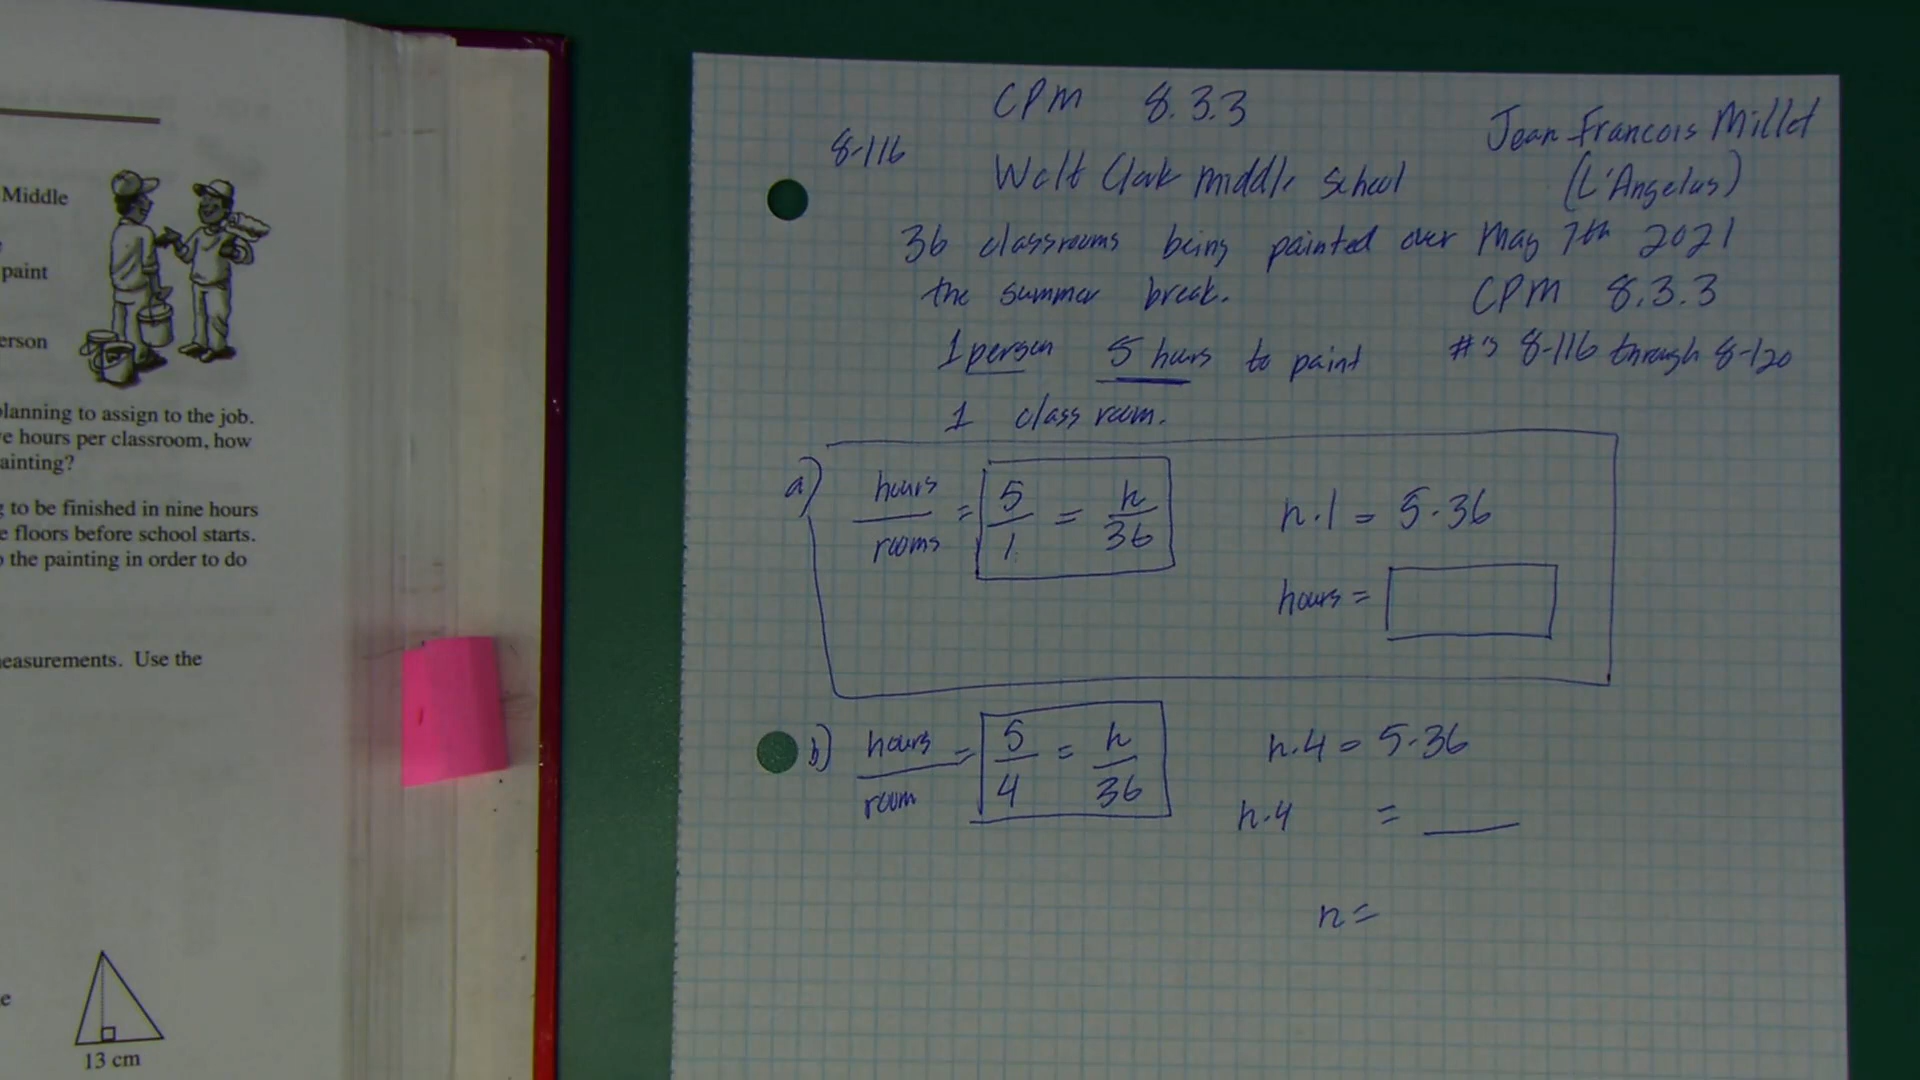 Middle
paint
erson
lanning to assign to the job.
e hours per classroom, how
ainting?
g to be finished in nine hours
e floors before school starts.
o the painting in order to do
easurements. Use the
e
13 cm
CPM 8.3.3
8-116
Walt Clark Middle School
36 classrooms being painted over
the summer break.
1 person 5 hours to paint
1 class room.
Jean Francois Millet
(L'Angelus)
May 7th 2021
CPM 8.3.3
#'s 8-116 through 8-120
a) hours/rooms = 5/1 = h/36
h·1 = 5·36
hours =
b) hours/room = 5/4 = h/36
h·4 = 5·36
h·4 = ___
h=